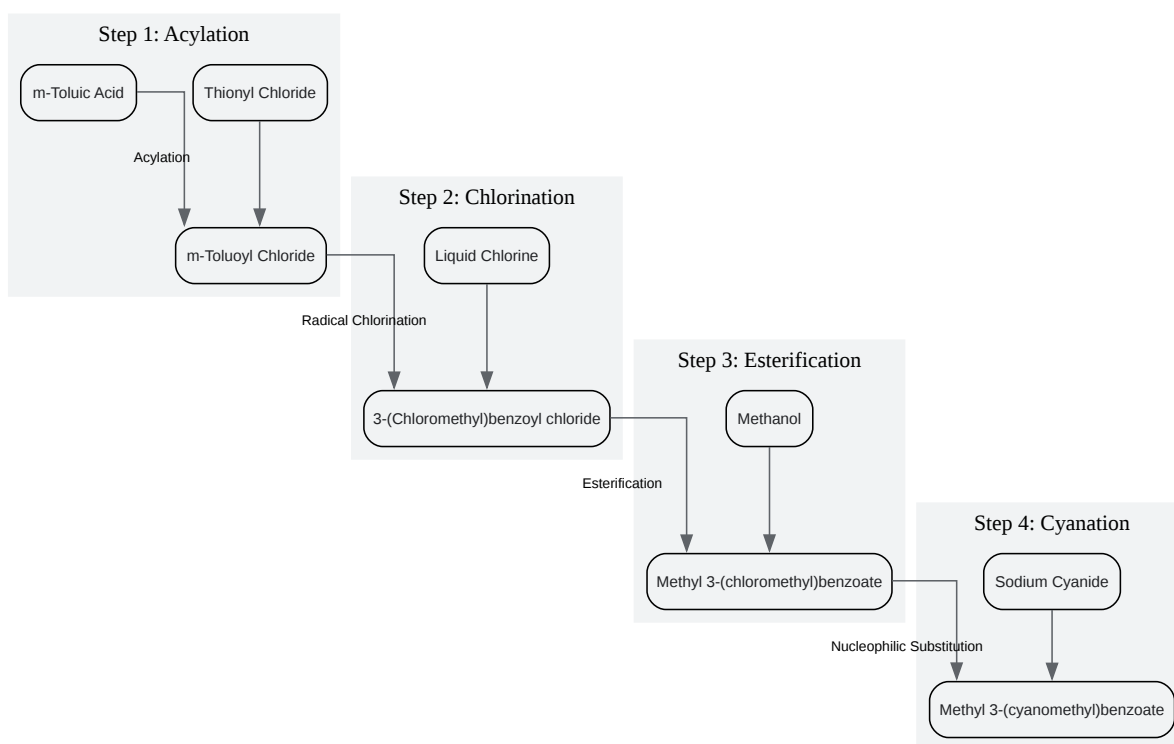 Step 1: Acylation
m-Toluic Acid
Thionyl Chloride
Acylation
m-Toluoyl Chloride
Step 2: Chlorination
Liquid Chlorine
Radical Chlorination
3-(Chloromethyl)benzoyl chloride
Step 3: Esterification
Methanol
Esterification
Methyl 3-(chloromethyl)benzoate
Step 4: Cyanation
Sodium Cyanide
Nucleophilic Substitution
Methyl 3-(cyanomethyl)benzoate